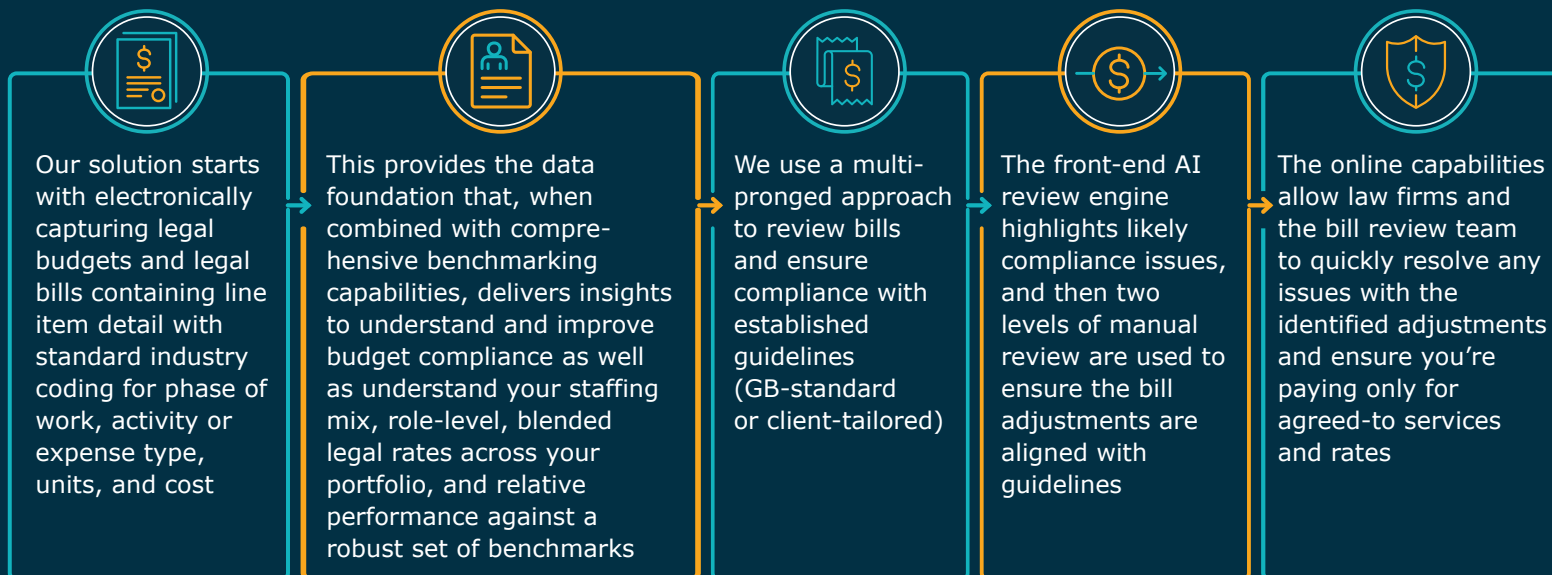 Our solution starts
with electronically
capturing legal
budgets and legal
bills containing line
item detail with
standard industry
coding for phase of
work, activity or
expense type,
units, and cost
This provides the data
foundation that, when
combined with compre-
hensive benchmarking
capabilities, delivers insights
to understand and improve
budget compliance as well
as understand your staffing
mix, role-level, blended
legal rates across your
portfolio, and relative
performance against a
robust set of benchmarks
We use a multi-
pronged approach
to review bills
and ensure
compliance with
established
guidelines
(GB-standard
or client-tailored)
The front-end AI
review engine
highlights likely
compliance issues,
and then two
levels of manual
review are used to
ensure the bill
adjustments are
aligned with
guidelines
The online capabilities
allow law firms and
the bill review team
to quickly resolve any
issues with the
identified adjustments
and ensure you’re
paying only for
agreed-to services
and rates